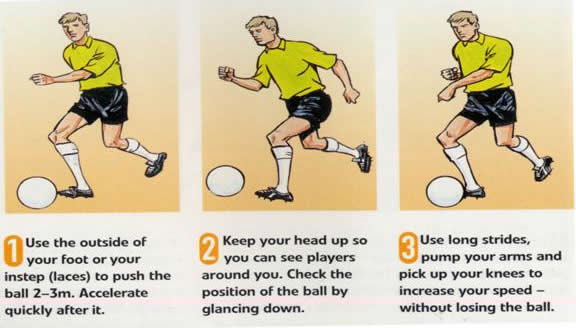 1 Use the outside of
your foot or your
instep (laces) to push the
ball 2–3m. Accelerate
quickly after it.
2 Keep your head up so
you can see players
around you. Check the
position of the ball by
glancing down.
3 Use long strides,
pump your arms and
pick up your knees to
increase your speed –
without losing the ball.